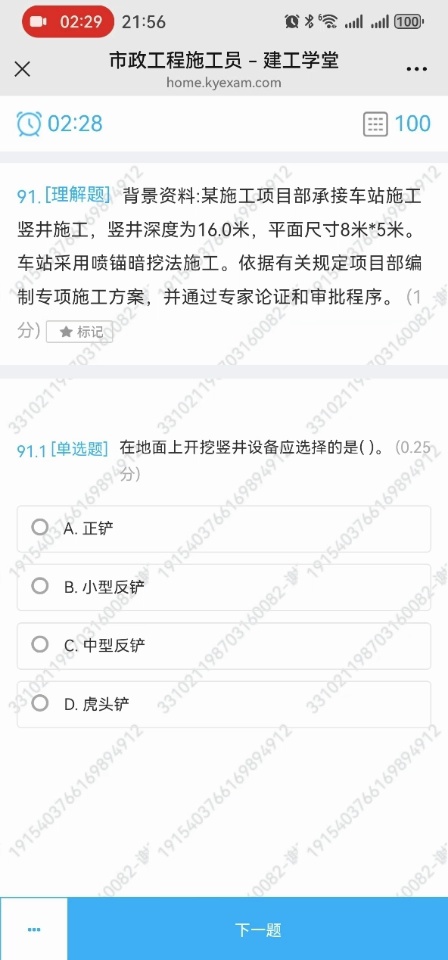 02:29 21:56 6 100
市政工程施工员 - 建工学堂
home.kyexam.com
02:28 100
91.[理解题] 背景资料:某施工项目部承接车站施工
竖井施工，竖井深度为16.0米，平面尺寸8米*5米。
车站采用喷锚暗挖法施工。依据有关规定项目部编
制专项施工方案，并通过专家论证和审批程序。(1
分) ★ 标记
91.1 [单选题] 在地面上开挖竖井设备应选择的是( )。(0.25
分)
A. 正铲
B. 小型反铲
C. 中型反铲
D. 虎头铲
下一题